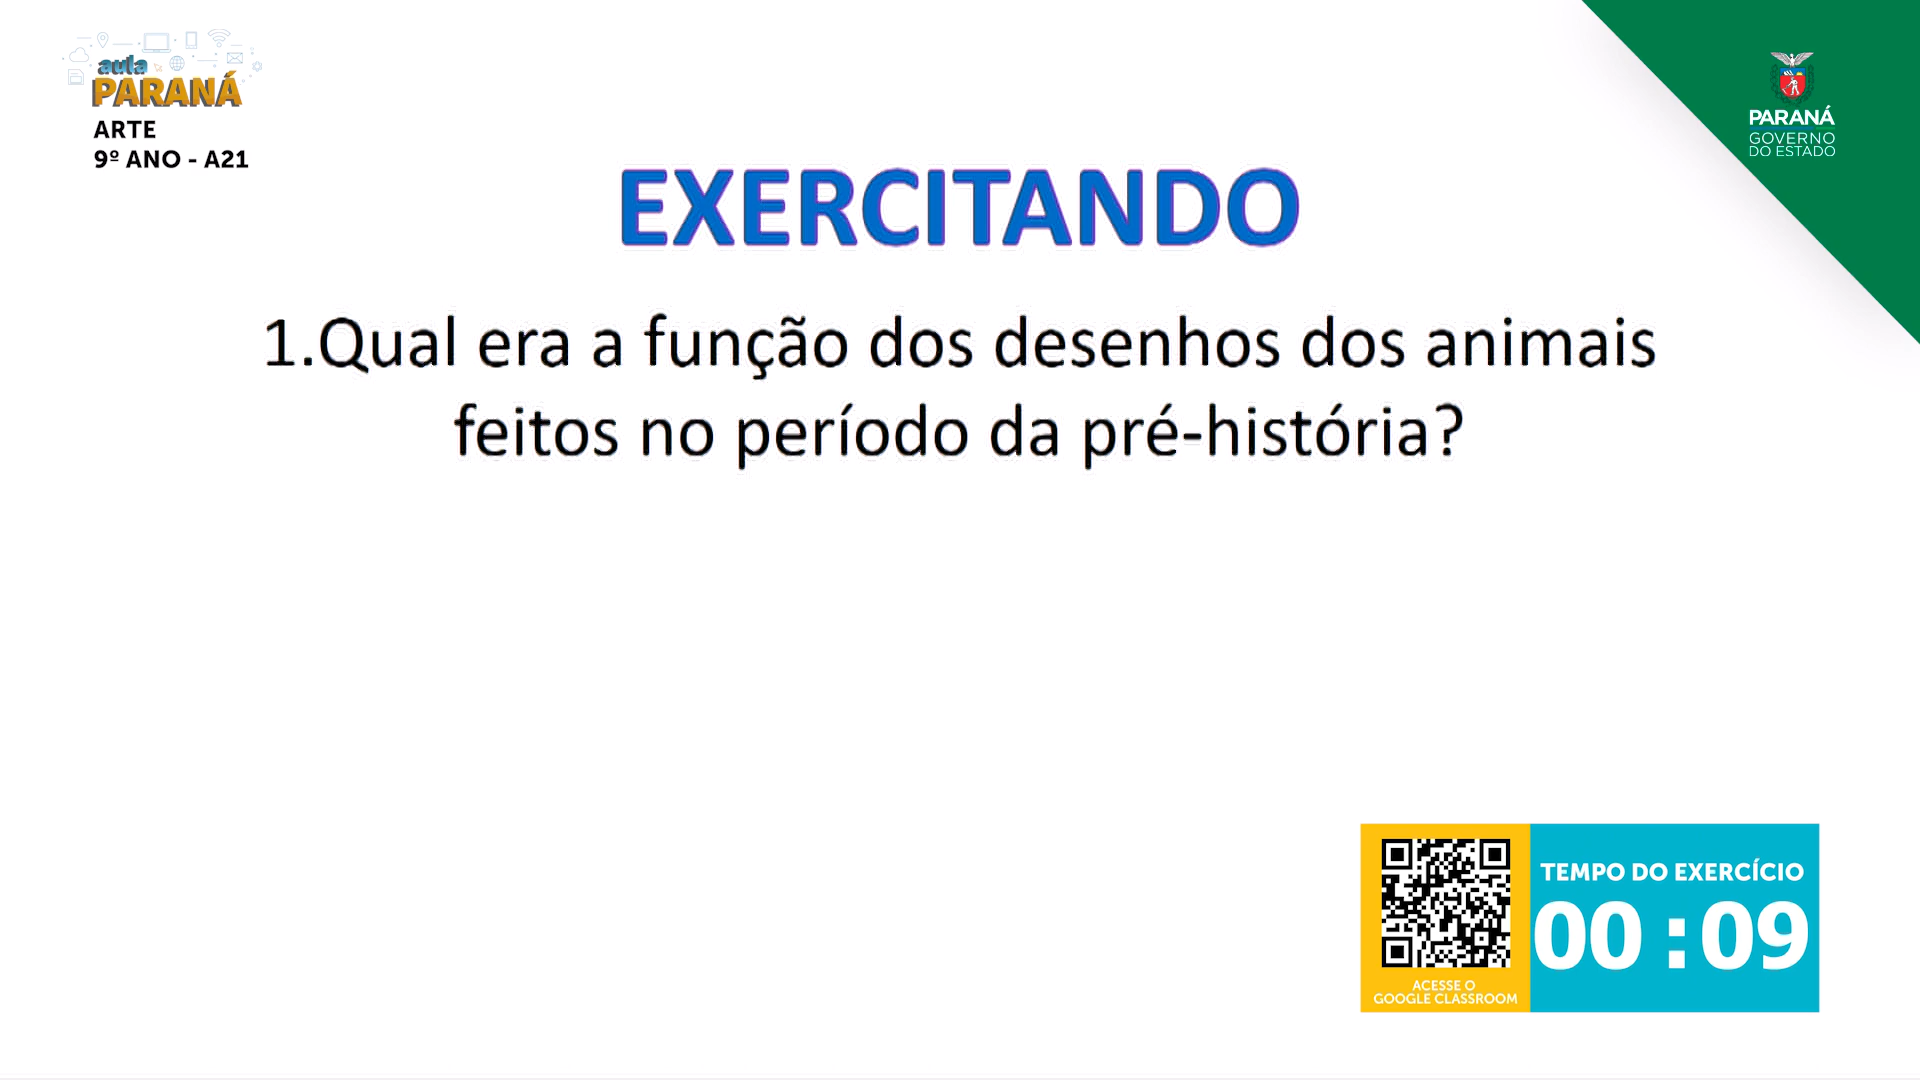 aula
PARANÁ
ARTE
9º ANO - A21
PARANÁ
GOVERNO
DO ESTADO
EXERCITANDO
1.Qual era a função dos desenhos dos animais
feitos no período da pré-história?
TEMPO DO EXERCÍCIO
00:09
ACESSE O
GOOGLE CLASSROOM